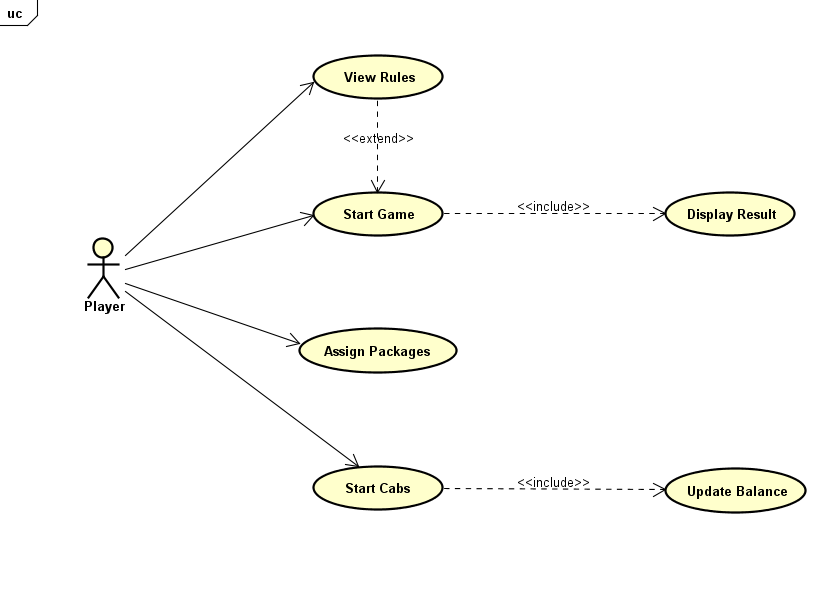 uc
View Rules
<<extend>>
Start Game
<<include>>
Display Result
Player
Assign Packages
Start Cabs
<<include>>
Update Balance